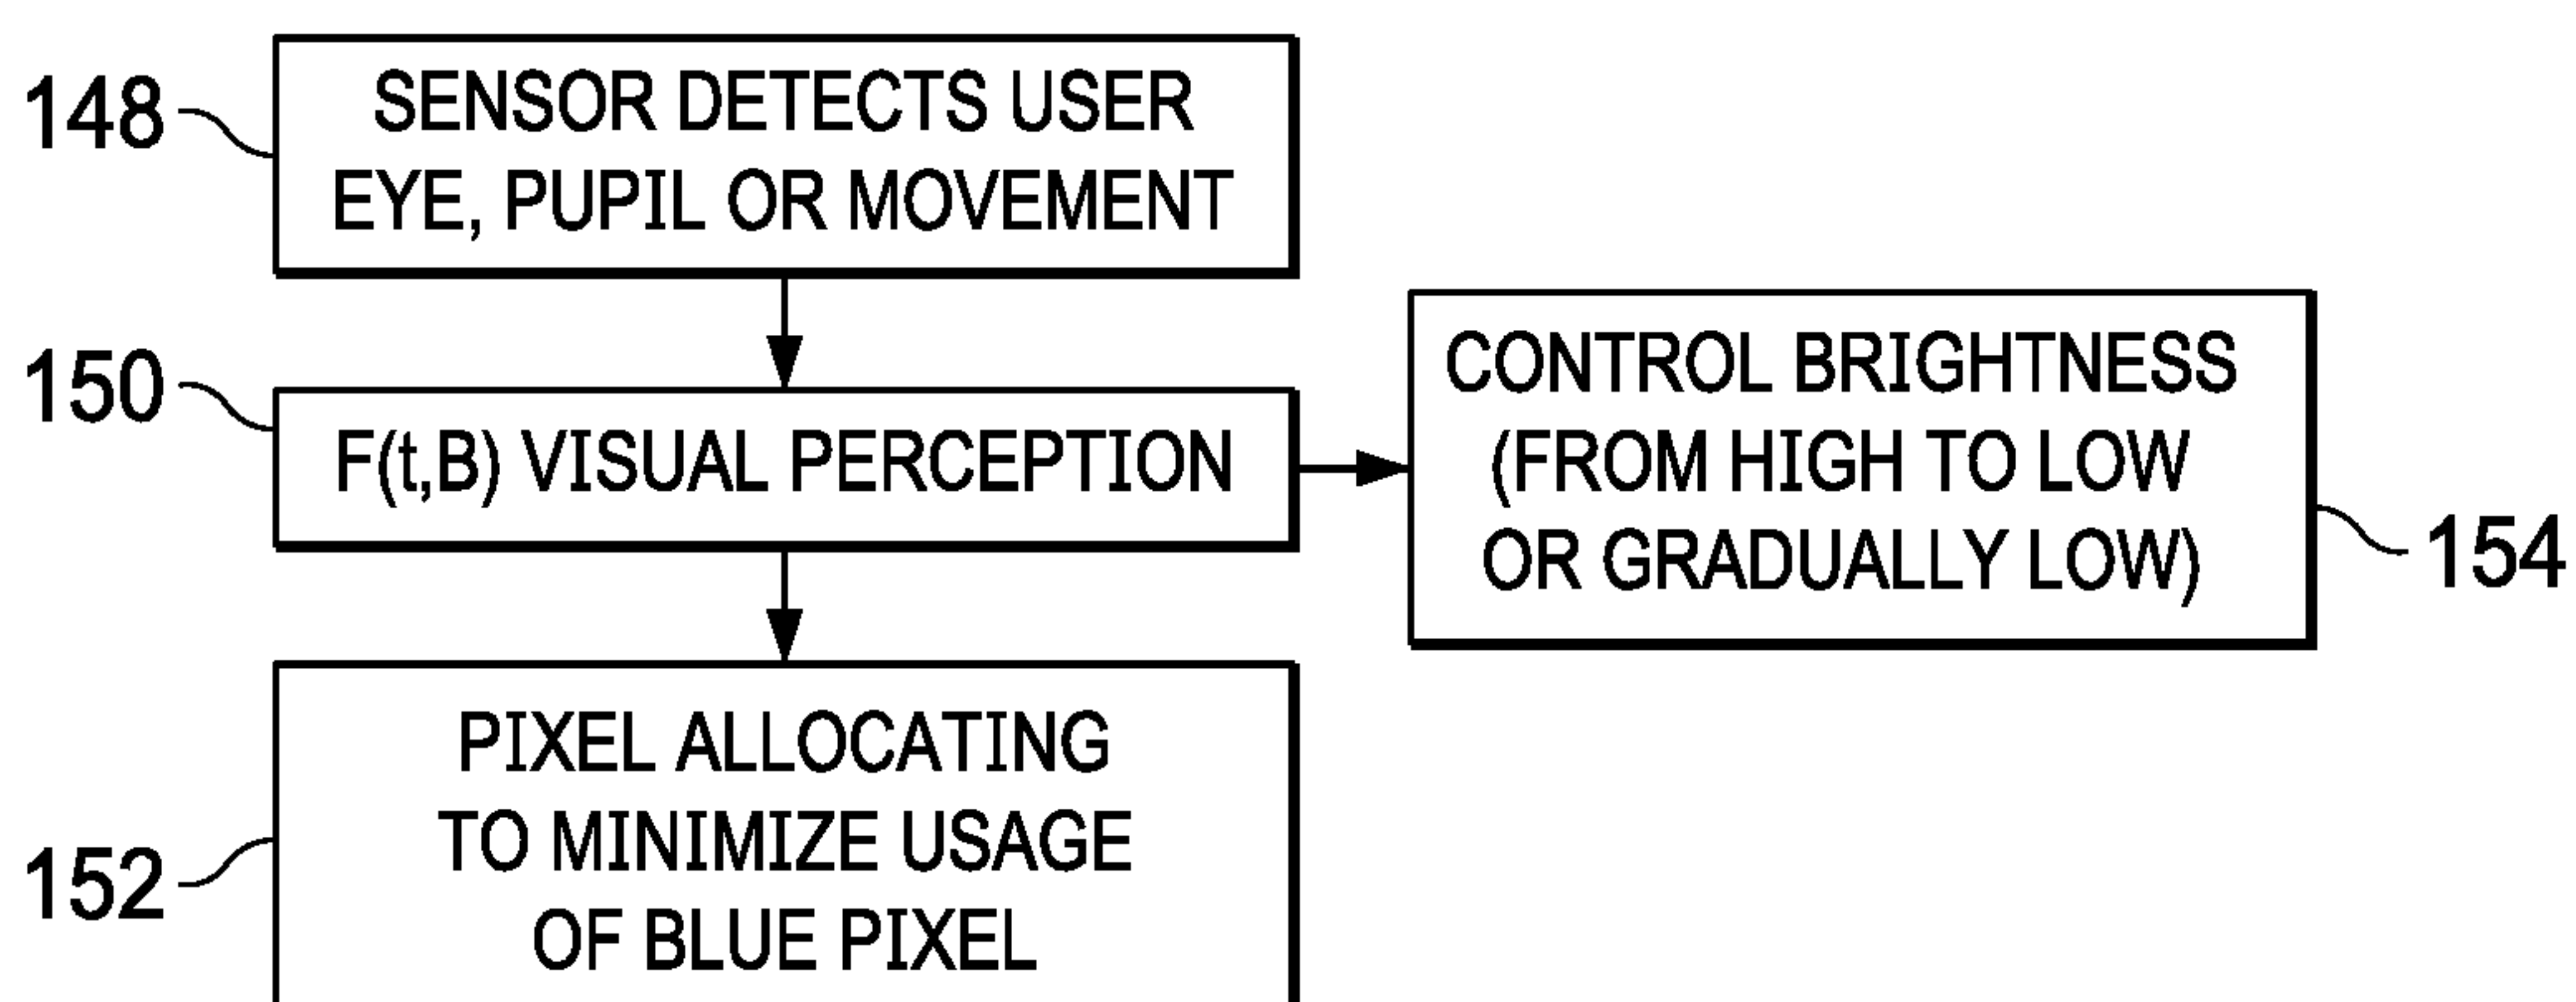 148
SENSOR DETECTS USER
EYE, PUPIL OR MOVEMENT
150
F(t,B) VISUAL PERCEPTION
CONTROL BRIGHTNESS
(FROM HIGH TO LOW
OR GRADUALLY LOW)
154
152
PIXEL ALLOCATING
TO MINIMIZE USAGE
OF BLUE PIXEL